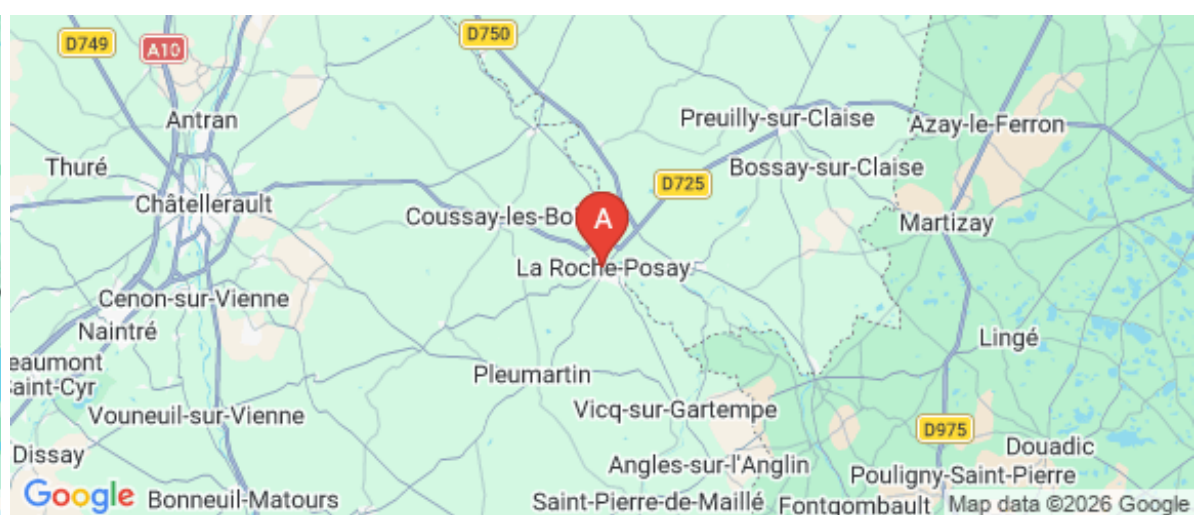 D749
A10
D750
Antran
Preuilly-sur-Claise
Azay-le-Ferron
Thuré
Bossay-sur-Claise
D725
Châtellerault
Coussay-les-Bo
A
Martizay
La Roche-Posay
Cenon-sur-Vienne
Naintré
Lingé
eaumont
Saint-Cyr
Pleumartin
Vouneuil-sur-Vienne
Vicq-sur-Gartempe
D975
Dissay
Douadic
Angles-sur-l'Anglin
Pouligny-Saint-Pierre
Google
Bonneuil-Matours
Saint-Pierre-de-Maillé
Fontgombault
Map data ©2026 Google